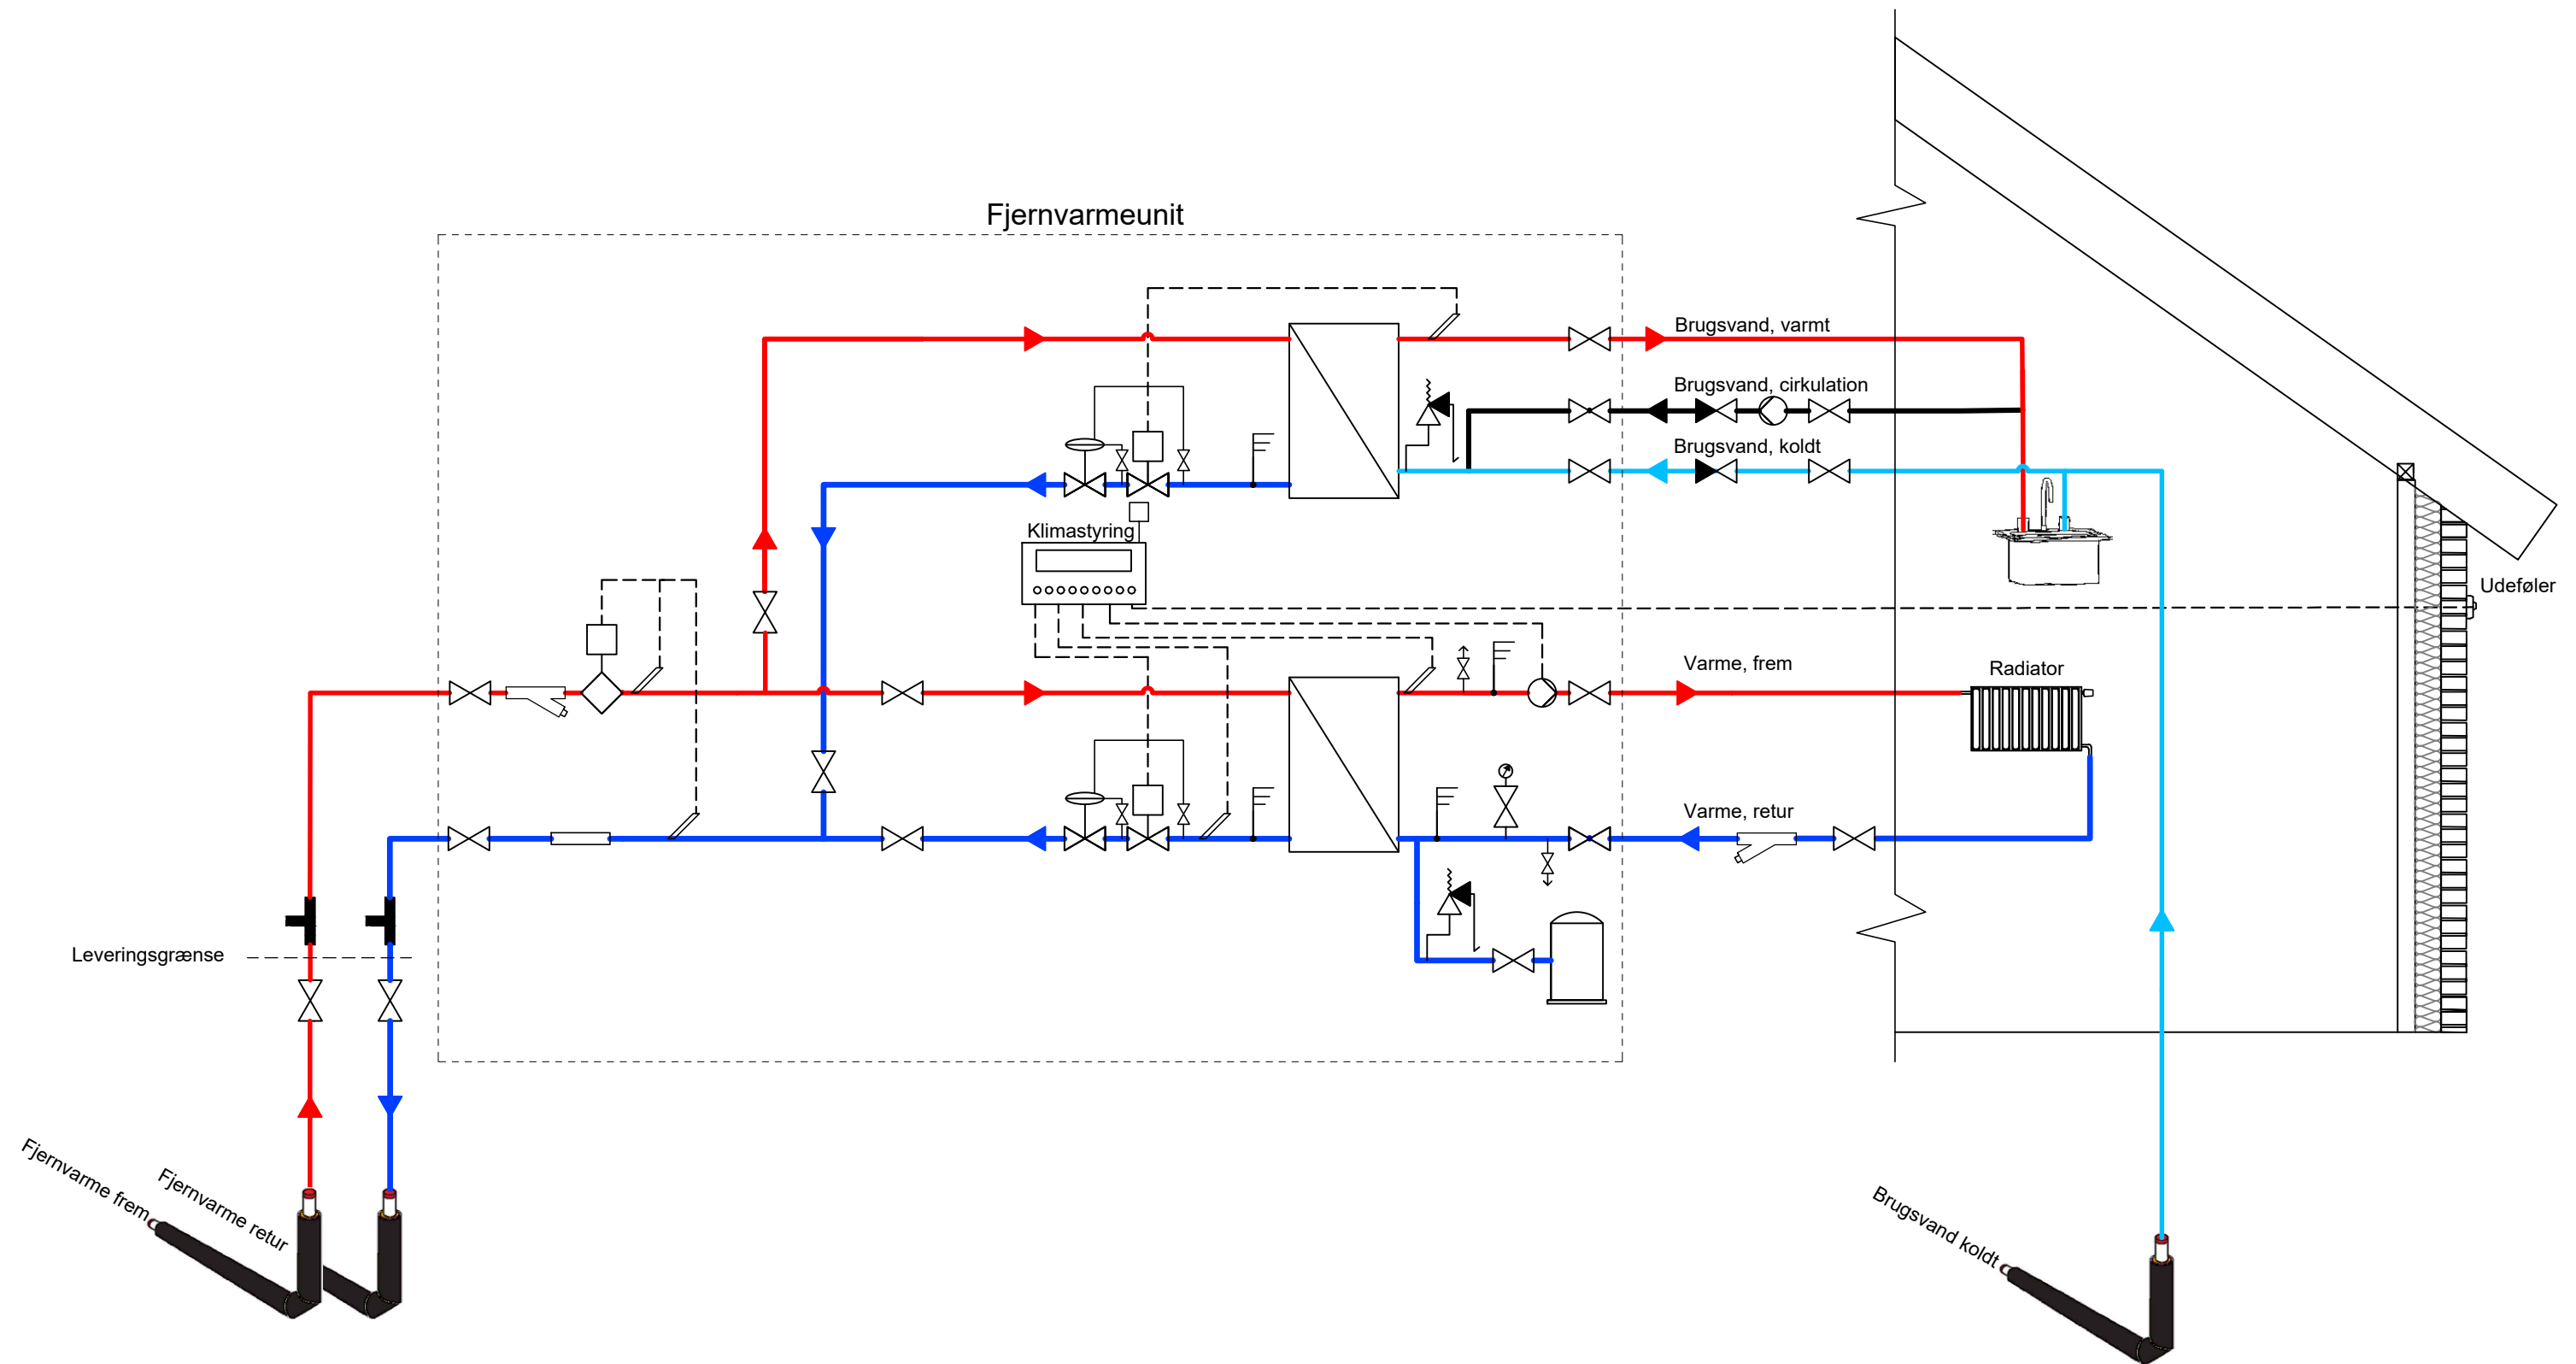 Fjernvarmeunit
Brugsvand, varmt
Brugsvand, cirkulation
Brugsvand, koldt
Klimastyring
Udeføler
Varme, frem
Radiator
Varme, retur
Leveringsgrænse
Fjernvarme frem
Fjernvarme retur
Brugsvand koldt